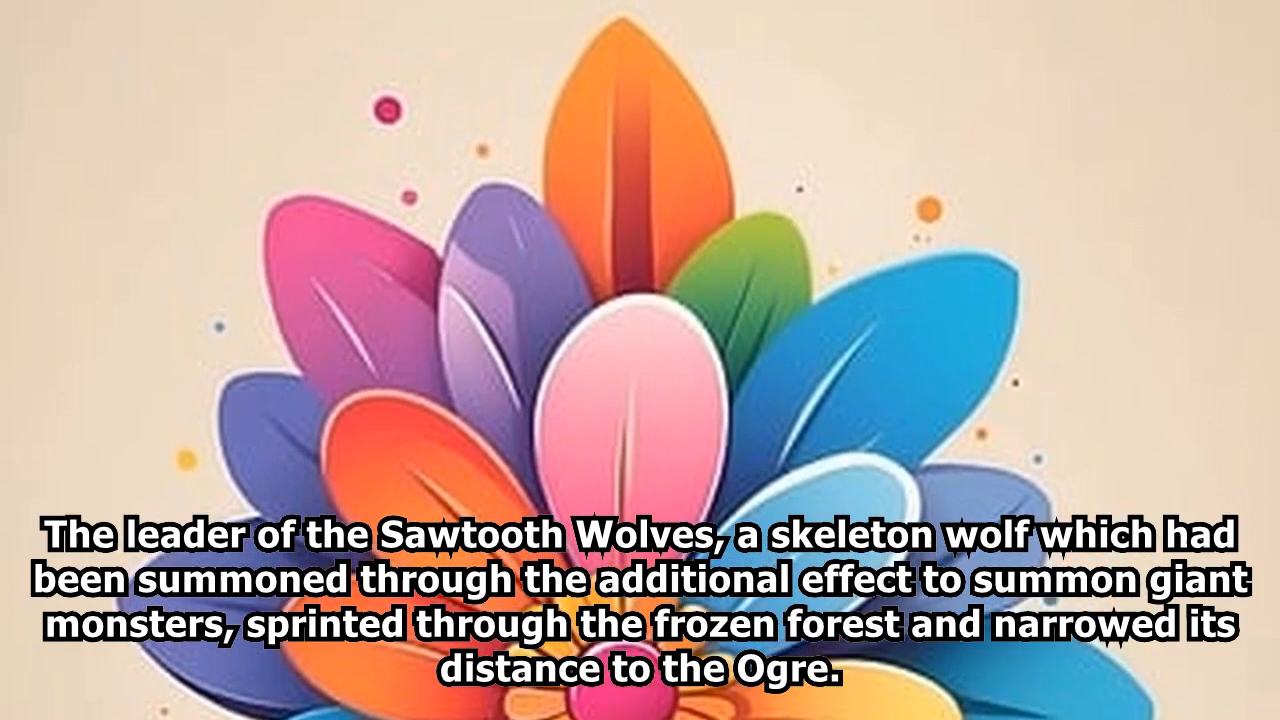 The leader of the Sawtooth Wolves, a skeleton wolf which had
been summoned through the additional effect to summon giant
monsters, sprinted through the frozen forest and narrowed its
distance to the Ogre.